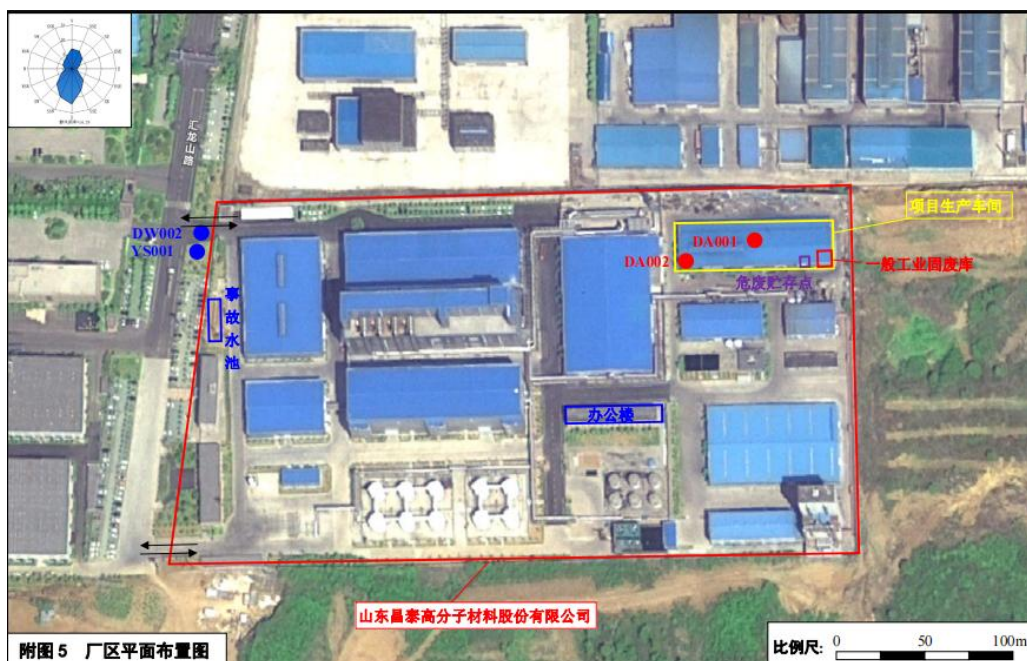 汇龙山路
DW002
YS001
事故水池
DA001
DA002
项目生产车间
一般工业固废库
危废贮存点
办公楼
山东昌泰高分子材料股份有限公司
附图 5 厂区平面布置图
比例尺: 0 50 100m